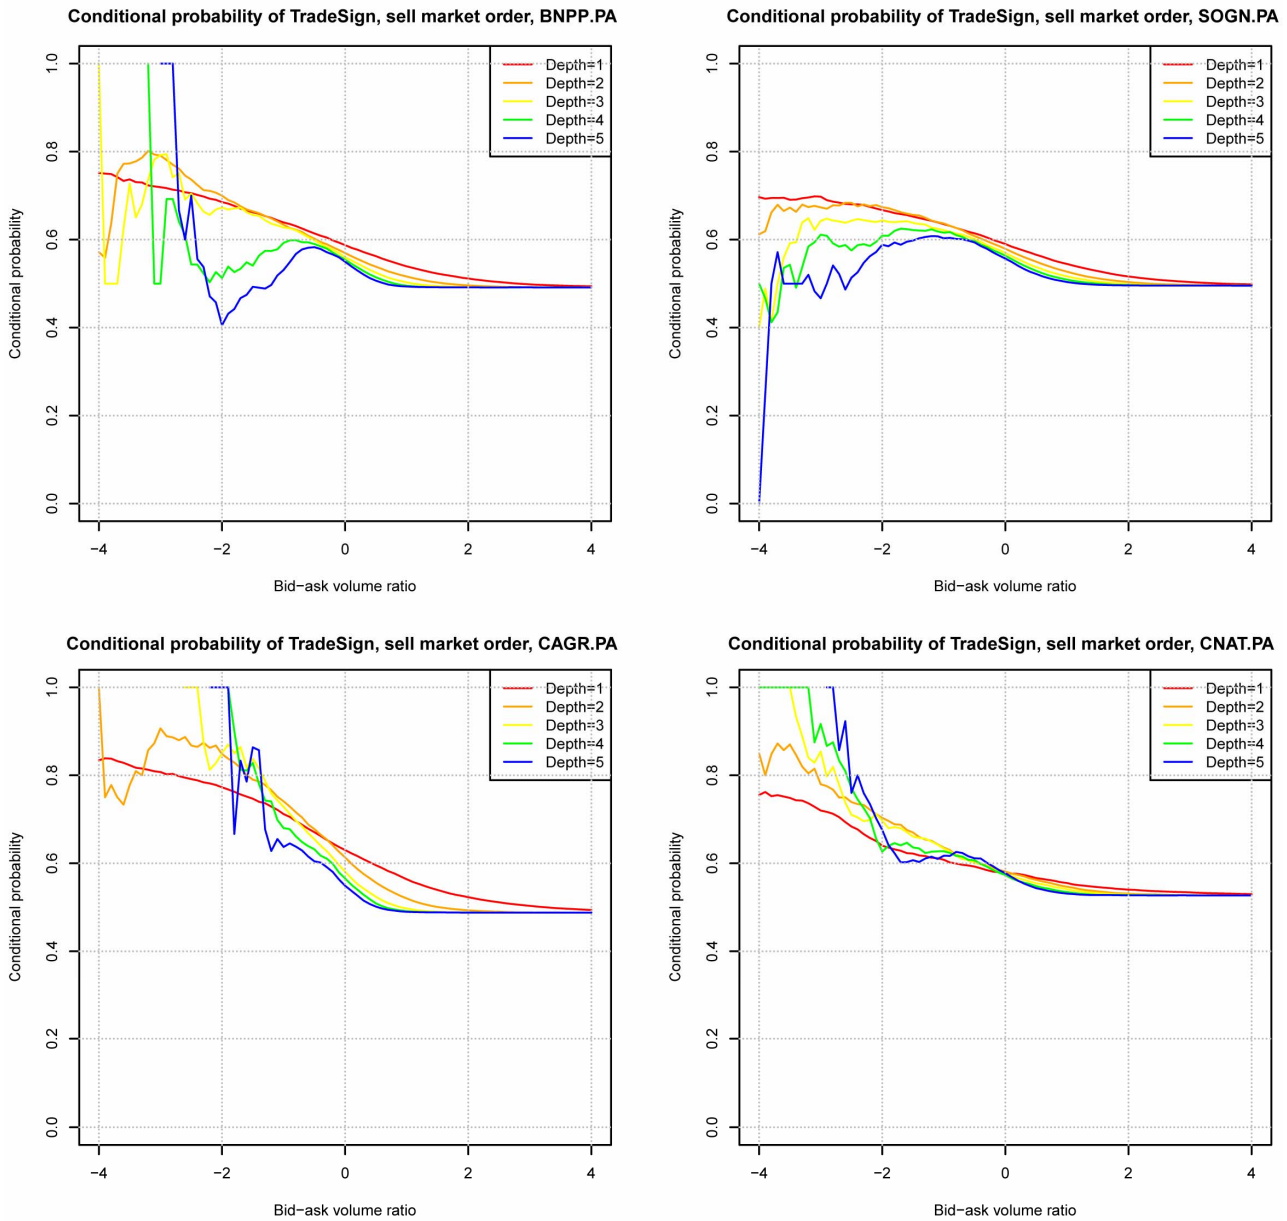 Conditional probability of TradeSign, sell market order, BNPP.PA
Conditional probability
1.0
0.8
0.6
0.4
0.2
0.0
Depth=1
Depth=2
Depth=3
Depth=4
Depth=5
−4
−2
0
2
4
Bid−ask volume ratio
Conditional probability of TradeSign, sell market order, SOGN.PA
Conditional probability
1.0
0.8
0.6
0.4
0.2
0.0
Depth=1
Depth=2
Depth=3
Depth=4
Depth=5
−4
−2
0
2
4
Bid−ask volume ratio
Conditional probability of TradeSign, sell market order, CAGR.PA
Conditional probability
1.0
0.8
0.6
0.4
0.2
0.0
Depth=1
Depth=2
Depth=3
Depth=4
Depth=5
−4
−2
0
2
4
Bid−ask volume ratio
Conditional probability of TradeSign, sell market order, CNAT.PA
Conditional probability
1.0
0.8
0.6
0.4
0.2
0.0
Depth=1
Depth=2
Depth=3
Depth=4
Depth=5
−4
−2
0
2
4
Bid−ask volume ratio